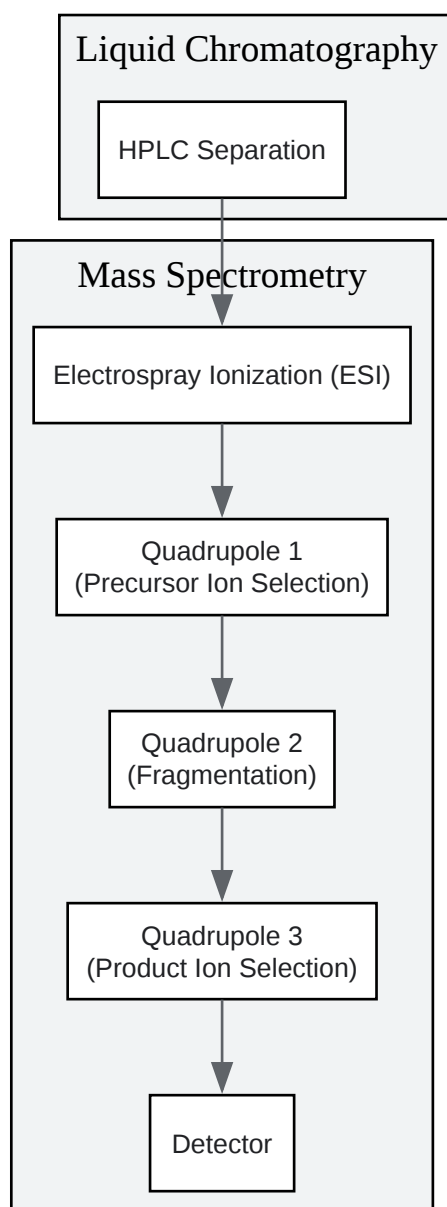 Liquid Chromatography
HPLC Separation
Mass Spectrometry
Electrospray Ionization (ESI)
Quadrupole 1
(Precursor Ion Selection)
Quadrupole 2
(Fragmentation)
Quadrupole 3
(Product Ion Selection)
Detector